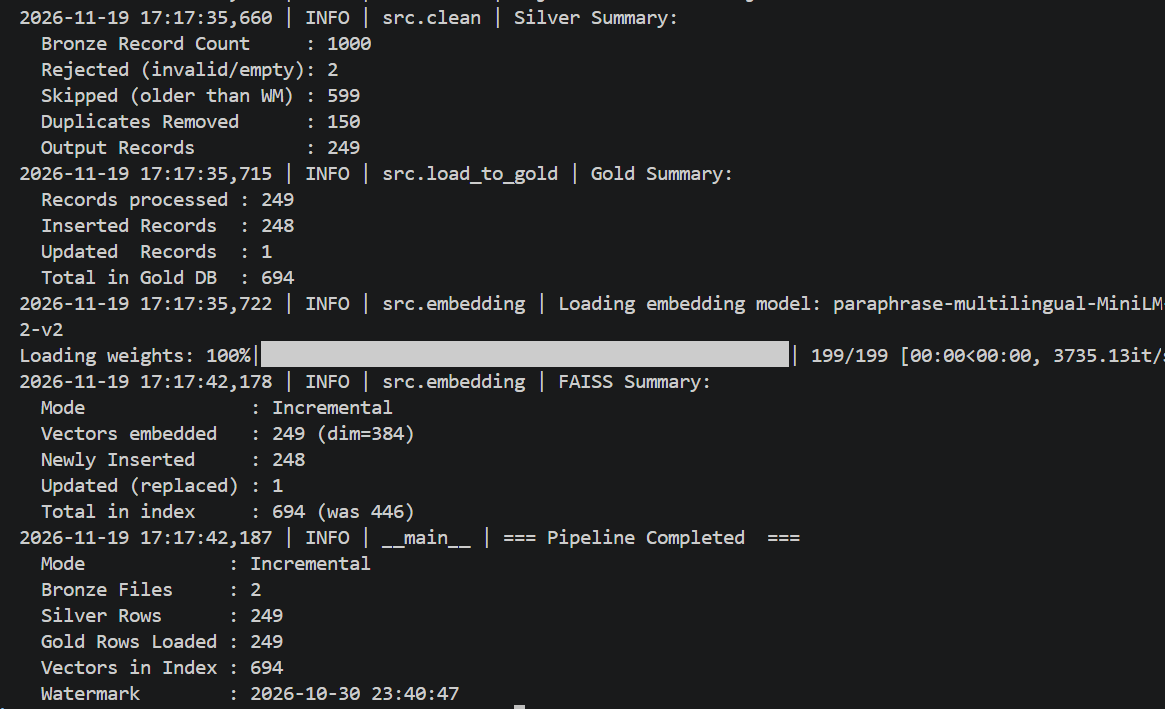 2026-11-19 17:17:35,660 | INFO | src.clean | Silver Summary:
Bronze Record Count : 1000
Rejected (invalid/empty): 2
Skipped (older than WM) : 599
Duplicates Removed : 150
Output Records : 249
2026-11-19 17:17:35,715 | INFO | src.load_to_gold | Gold Summary:
Records processed : 249
Inserted Records : 248
Updated Records : 1
Total in Gold DB : 694
2026-11-19 17:17:35,722 | INFO | src.embedding | Loading embedding model: paraphrase-multilingual-MiniLM-
2-v2
Loading weights: 100%|| 199/199 [00:00<00:00, 3735.13it/s
2026-11-19 17:17:42,178 | INFO | src.embedding | FAISS Summary:
Mode : Incremental
Vectors embedded : 249 (dim=384)
Newly Inserted : 248
Updated (replaced) : 1
Total in index : 694 (was 446)
2026-11-19 17:17:42,187 | INFO | __main__ | === Pipeline Completed ===
Mode : Incremental
Bronze Files : 2
Silver Rows : 249
Gold Rows Loaded : 249
Vectors in Index : 694
Watermark : 2026-10-30 23:40:47